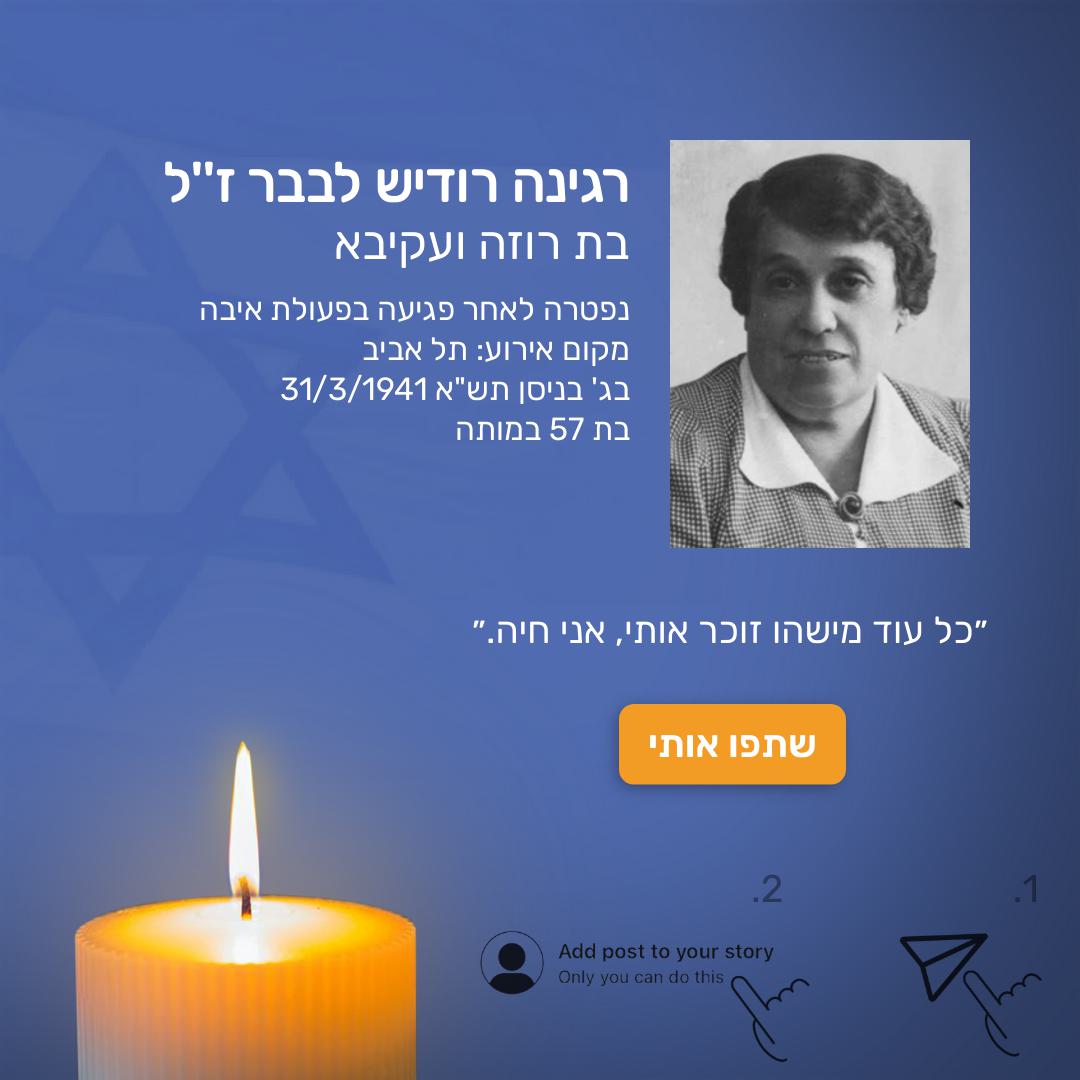 רגינה רודיש לבבר ז"ל
בת רוזה ועקיבא
נפטרה לאחר פגיעה בפעולת איבה
מקום אירוע: תל אביב
בג' בניסן תש"א 31/3/1941
בת 57 במותה
״כל עוד מישהו זוכר אותי, אני חיה.״
שתפו אותי
.1
.2
Add post to your story
Only you can do this